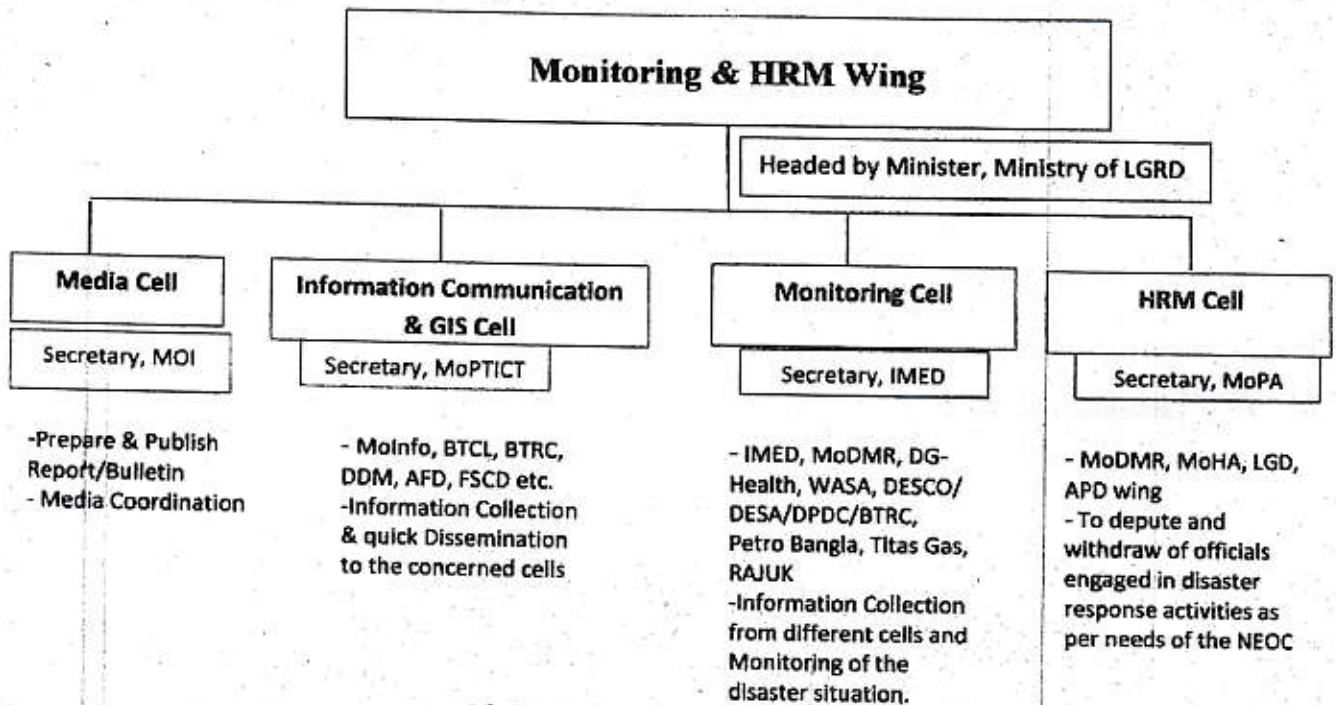 Monitoring & HRM Wing
Headed by Minister, Ministry of LGRD
Media Cell
Secretary, MOI
-Prepare & Publish
Report/Bulletin
- Media Coordination
Information Communication
& GIS Cell
Secretary, MoPTICT
- MoInfo, BTCL, BTRC,
DDM, AFD, FSCD etc.
-Information Collection
& quick Dissemination
to the concerned cells
Monitoring Cell
Secretary, IMED
- IMED, MoDMR, DG-
Health, WASA, DESCO/
DESA/DPDC/BTRC,
Petro Bangla, Titas Gas,
RAJUK
-Information Collection
from different cells and
Monitoring of the
disaster situation.
HRM Cell
Secretary, MoPA
- MoDMR, MoHA, LGD,
APD wing
- To depute and
withdraw of officials
engaged in disaster
response activities as
per needs of the NEOC